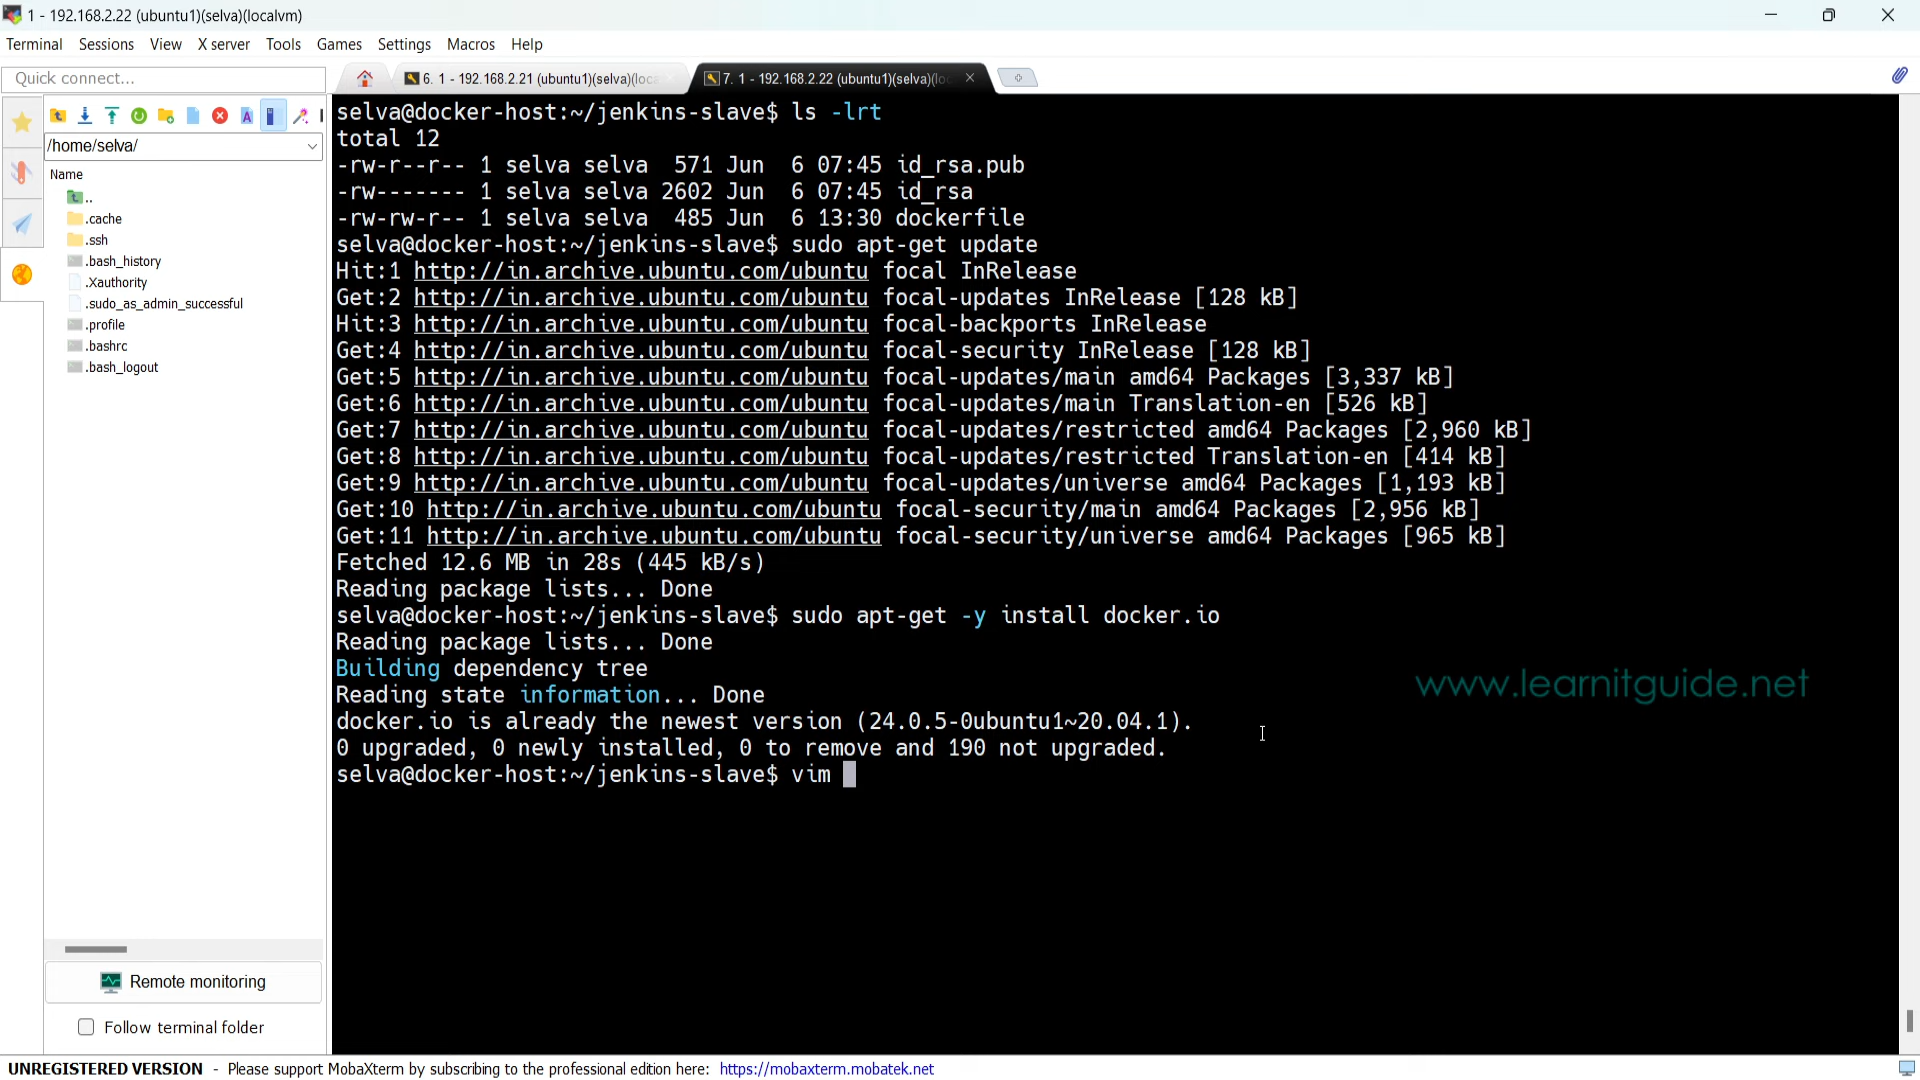 1 - 192.168.2.22 (ubuntu1)(selva)(localvm)
Terminal Sessions View X server Tools Games Settings Macros Help
Quick connect...
6. 1 - 192.168.2.21 (ubuntu1)(selva)(loca
7. 1 - 192.168.2.22 (ubuntu1)(selva)(loc
/home/selva/
Name
..
.cache
.ssh
.bash_history
.Xauthority
.sudo_as_admin_successful
.profile
.bashrc
.bash_logout
Remote monitoring
Follow terminal folder
selva@docker-host:~/jenkins-slave$ ls -lrt
total 12
-rw-r--r-- 1 selva selva  571 Jun  6 07:45 id_rsa.pub
-rw------- 1 selva selva 2602 Jun  6 07:45 id_rsa
-rw-rw-r-- 1 selva selva  485 Jun  6 13:30 dockerfile
selva@docker-host:~/jenkins-slave$ sudo apt-get update
Hit:1 http://in.archive.ubuntu.com/ubuntu focal InRelease
Get:2 http://in.archive.ubuntu.com/ubuntu focal-updates InRelease [128 kB]
Hit:3 http://in.archive.ubuntu.com/ubuntu focal-backports InRelease
Get:4 http://in.archive.ubuntu.com/ubuntu focal-security InRelease [128 kB]
Get:5 http://in.archive.ubuntu.com/ubuntu focal-updates/main amd64 Packages [3,337 kB]
Get:6 http://in.archive.ubuntu.com/ubuntu focal-updates/main Translation-en [526 kB]
Get:7 http://in.archive.ubuntu.com/ubuntu focal-updates/restricted amd64 Packages [2,960 kB]
Get:8 http://in.archive.ubuntu.com/ubuntu focal-updates/restricted Translation-en [414 kB]
Get:9 http://in.archive.ubuntu.com/ubuntu focal-updates/universe amd64 Packages [1,193 kB]
Get:10 http://in.archive.ubuntu.com/ubuntu focal-security/main amd64 Packages [2,956 kB]
Get:11 http://in.archive.ubuntu.com/ubuntu focal-security/universe amd64 Packages [965 kB]
Fetched 12.6 MB in 28s (445 kB/s)
Reading package lists... Done
selva@docker-host:~/jenkins-slave$ sudo apt-get -y install docker.io
Reading package lists... Done
Building dependency tree
Reading state information... Done
docker.io is already the newest version (24.0.5-0ubuntu1~20.04.1).
0 upgraded, 0 newly installed, 0 to remove and 190 not upgraded.
selva@docker-host:~/jenkins-slave$ vim
www.learnitguide.net
UNREGISTERED VERSION - Please support MobaXterm by subscribing to the professional edition here: https://mobaxterm.mobatek.net